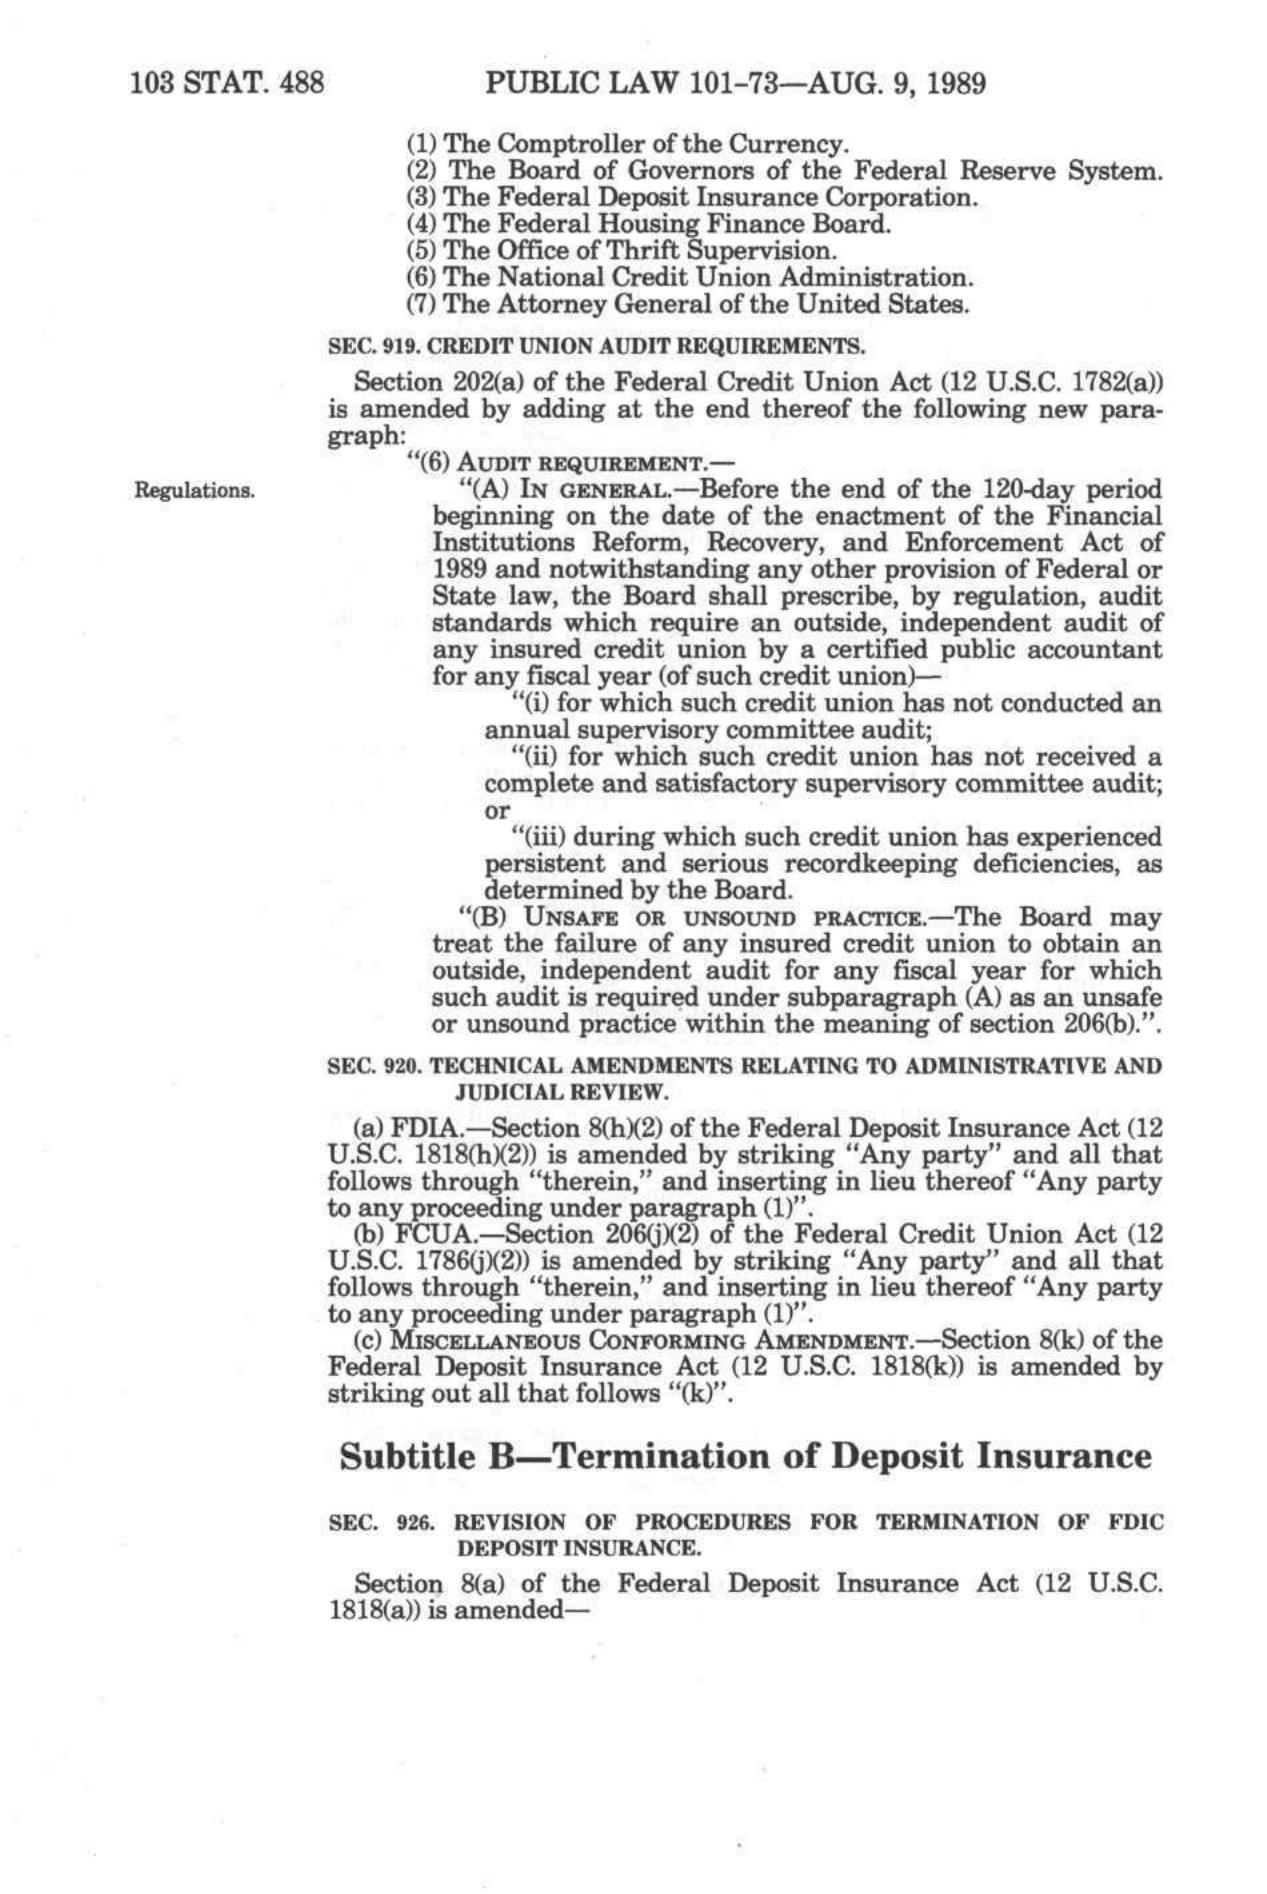 103 STAT. 488 PUBLIC LAW 101-73—AUG. 9, 1989
(1) The Comptroller of the Currency.
(2) The Board of Governors of the Federal Reserve System.
(3) The Federal Deposit Insurance Corporation.
(4) The Federal Housing Finance Board.
(5) The Office of Thrift Supervision.
(6) The National Credit Union Administration.
(7) The Attorney General of the United States.
SEC. 919. CREDIT UNION AUDIT REQUIREMENTS.
Section 202(a) of the Federal Credit Union Act (12 U.S.C. 1782(a))
is amended by adding at the end thereof the following new para-
graph:
"(6) AUDIT REQUIREMENT.—
Regulations.
"(A) IN GENERAL.—Before the end of the 120-day period
beginning on the date of the enactment of the Financial
Institutions Reform, Recovery, and Enforcement Act of
1989 and notwithstanding any other provision of Federal or
State law, the Board shall prescribe, by regulation, audit
standards which require an outside, independent audit of
any insured credit union by a certified public accountant
for any fiscal year (of such credit union)—
"(i) for which such credit union has not conducted an
annual supervisory committee audit;
"(ii) for which such credit union has not received a
complete and satisfactory supervisory committee audit;
or
"(iii) during which such credit union has experienced
persistent and serious recordkeeping deficiencies, as
determined by the Board.
"(B) UNSAFE OR UNSOUND PRACTICE.—The Board may
treat the failure of any insured credit union to obtain an
outside, independent audit for any fiscal year for which
such audit is required under subparagraph (A) as an unsafe
or unsound practice within the meaning of section 206(b).".
SEC. 920. TECHNICAL AMENDMENTS RELATING TO ADMINISTRATIVE AND
JUDICIAL REVIEW.
(a) FDIA.—Section 8(h)(2) of the Federal Deposit Insurance Act (12
U.S.C. 1818(h)(2)) is amended by striking "Any party" and all that
follows through "therein," and inserting in lieu thereof "Any party
to any proceeding under paragraph (1)".
(b) FCUA.—Section 206(j)(2) of the Federal Credit Union Act (12
U.S.C. 1786(j)(2)) is amended by striking "Any party" and all that
follows through "therein," and inserting in lieu thereof "Any party
to any proceeding under paragraph (1)".
(c) MISCELLANEOUS CONFORMING AMENDMENT.—Section 8(k) of the
Federal Deposit Insurance Act (12 U.S.C. 1818(k)) is amended by
striking out all that follows "(k)".
Subtitle B—Termination of Deposit Insurance
SEC. 926. REVISION OF PROCEDURES FOR TERMINATION OF FDIC
DEPOSIT INSURANCE.
Section 8(a) of the Federal Deposit Insurance Act (12 U.S.C.
1818(a)) is amended—